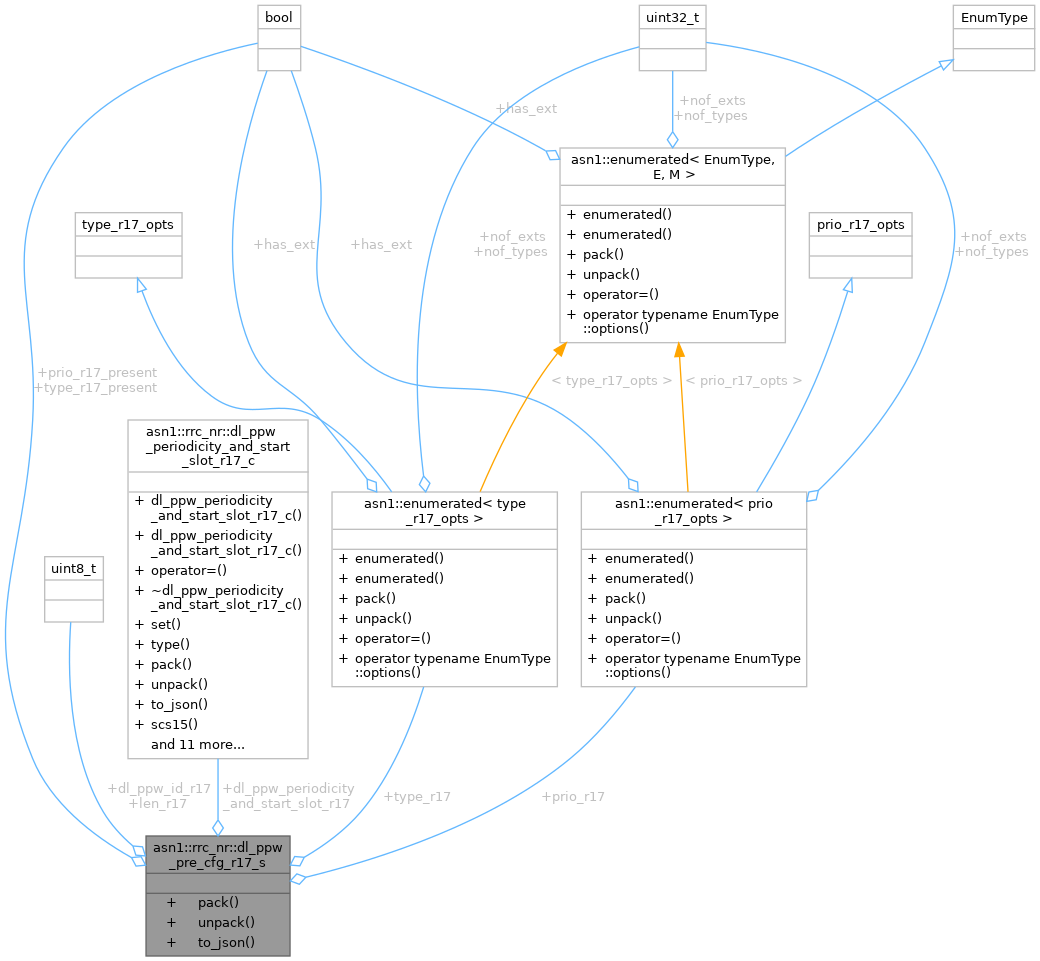 bool
uint32_t
EnumType
+has_ext
+nof_exts
+nof_types
asn1::enumerated< EnumType,
E, M >
+ enumerated()
+ enumerated()
+ pack()
+ unpack()
+ operator=()
+ operator typename EnumType
::options()
type_r17_opts
prio_r17_opts
+has_ext
+has_ext
+nof_exts
+nof_types
+nof_exts
+nof_types
+prio_r17_present
+type_r17_present
< type_r17_opts >
< prio_r17_opts >
asn1::rrc_nr::dl_ppw
_periodicity_and_start
_slot_r17_c
+ dl_ppw_periodicity
_and_start_slot_r17_c()
+ dl_ppw_periodicity
_and_start_slot_r17_c()
+ operator=()
+ ~dl_ppw_periodicity
_and_start_slot_r17_c()
+ set()
+ type()
+ pack()
+ unpack()
+ to_json()
+ scs15()
and 11 more...
uint8_t
asn1::enumerated< type
_r17_opts >
+ enumerated()
+ enumerated()
+ pack()
+ unpack()
+ operator=()
+ operator typename EnumType
::options()
asn1::enumerated< prio
_r17_opts >
+ enumerated()
+ enumerated()
+ pack()
+ unpack()
+ operator=()
+ operator typename EnumType
::options()
+dl_ppw_id_r17
+len_r17
+dl_ppw_periodicity
_and_start_slot_r17
+type_r17
+prio_r17
asn1::rrc_nr::dl_ppw
_pre_cfg_r17_s
+ pack()
+ unpack()
+ to_json()